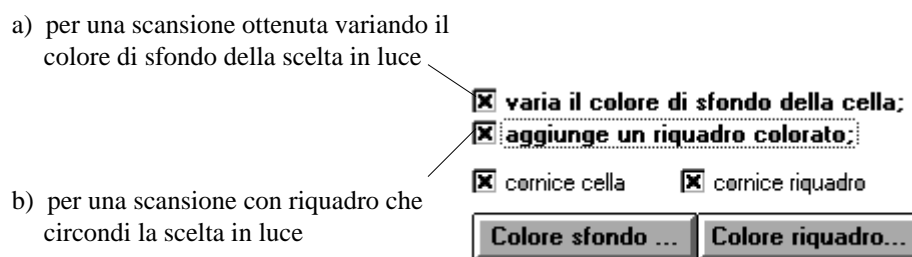 a) per una scansione ottenuta variando il
colore di sfondo della scelta in luce
varia il colore di sfondo della cella;
aggiunge un riquadro colorato;
cornice cella cornice riquadro
b) per una scansione con riquadro che
circondi la scelta in luce
Colore sfondo ... Colore riquadro...